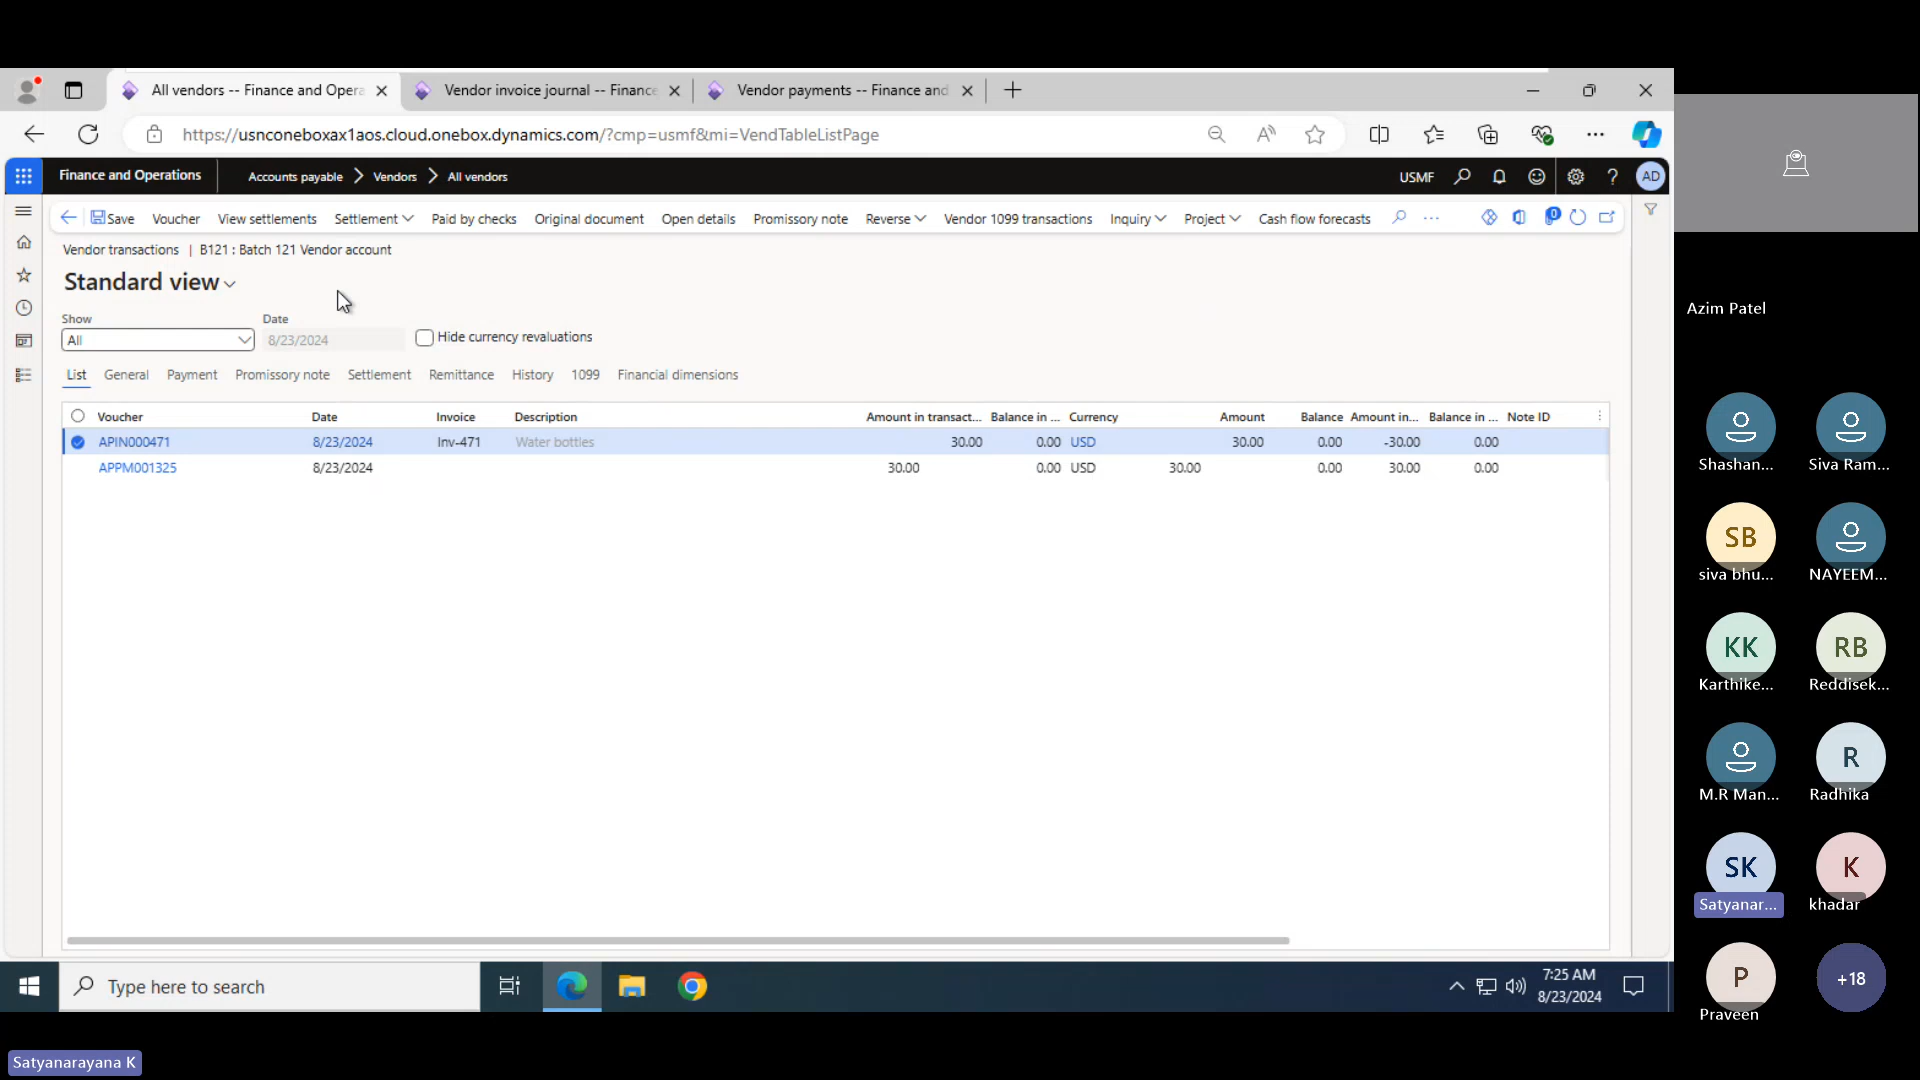 All vendors -- Finance and Opera
Vendor invoice journal -- Finance
Vendor payments -- Finance and
https://usnconeboxax1aos.cloud.onebox.dynamics.com/?cmp=usmf&mi=VendTableListPage
Finance and Operations
Accounts payable
Vendors
All vendors
USMF
AD
Save
Voucher
View settlements
Settlement
Paid by checks
Original document
Open details
Promissory note
Reverse
Vendor 1099 transactions
Inquiry
Project
Cash flow forecasts
0
Vendor transactions | B121 : Batch 121 Vendor account
Standard view
Show
Date
All
8/23/2024
Hide currency revaluations
List General Payment Promissory note Settlement Remittance History 1099 Financial dimensions
Voucher Date Invoice Description Amount in transact... Balance in ... Currency Amount Balance Amount in... Balance in ... Note ID
APIN000471 8/23/2024 Inv-471 Water bottles 30.00 0.00 USD 30.00 0.00 -30.00 0.00
APPM001325 8/23/2024 30.00 0.00 USD 30.00 0.00 30.00 0.00
Type here to search
7:25 AM
8/23/2024
Azim Patel
Shashan...
Siva Ram...
SB
siva bhu...
NAYEEM...
KK
Karthike...
RB
Reddisek...
M.R Man...
R
Radhika
SK
Satyanar...
K
khadar
P
Praveen
+18
Satyanarayana K